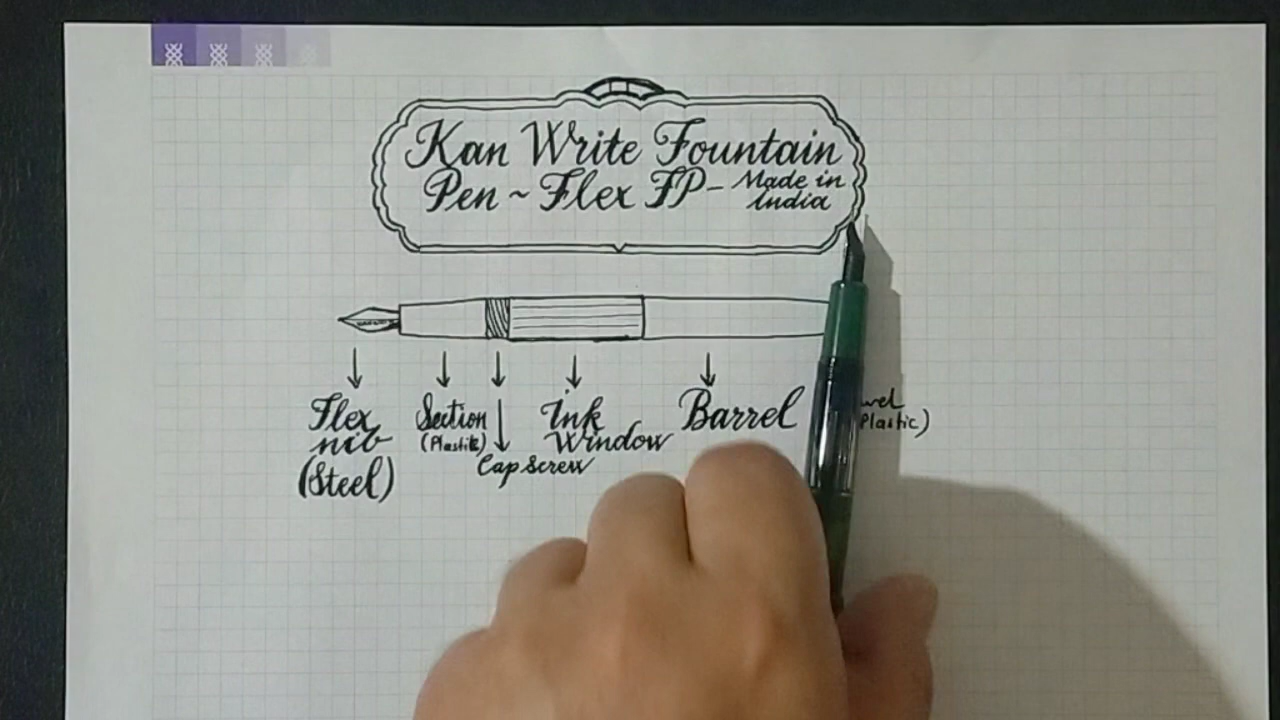 Kan Write Fountain
Pen ~ Flex FP - Made in
India
Flex
nib
(Steel)
Section
(Plastik)
Cap Screw
Ink
Window
Barrel
Plastic)